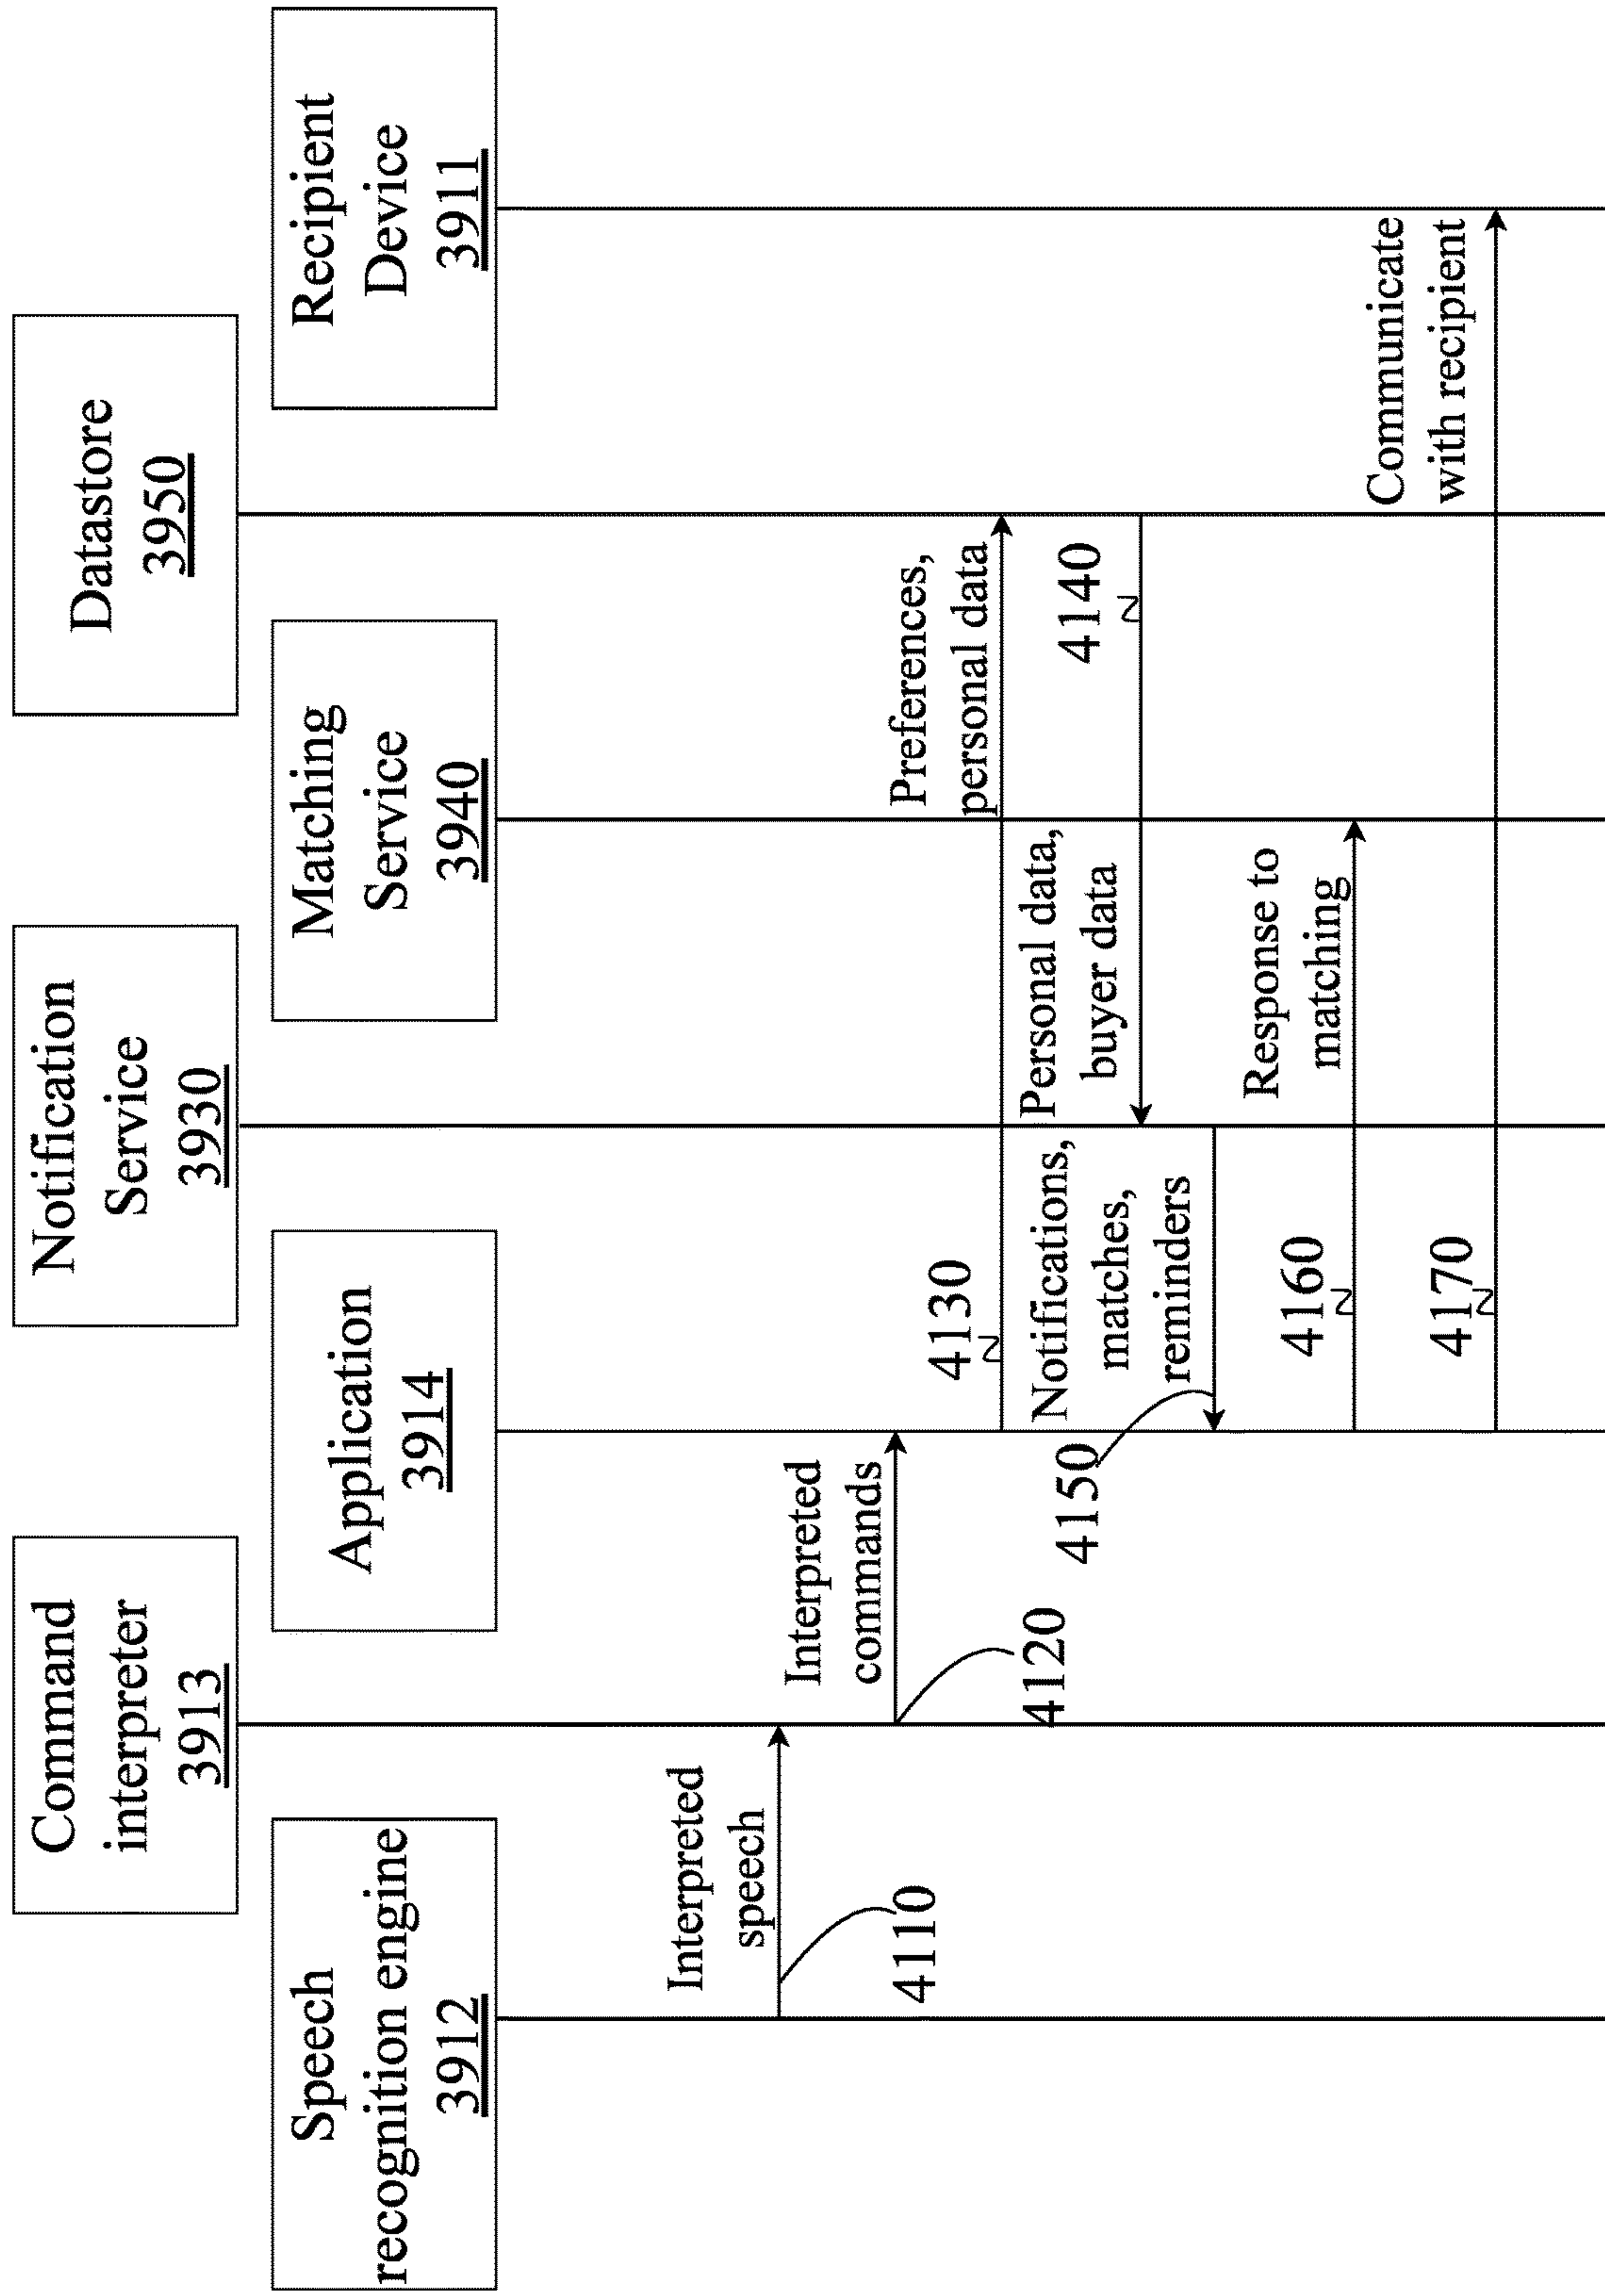 Command
interpreter
3913
Notification
Service
3930
Datastore
3950
Speech
recognition engine
3912
Application
3914
Matching
Service
3940
Recipient
Device
3911
Interpreted
speech
4110
Interpreted
commands
4120
4130
Preferences,
personal data
Personal data,
buyer data
4140
Notifications,
matches,
reminders
4150
Response to
matching
4160
Communicate
with recipient
4170